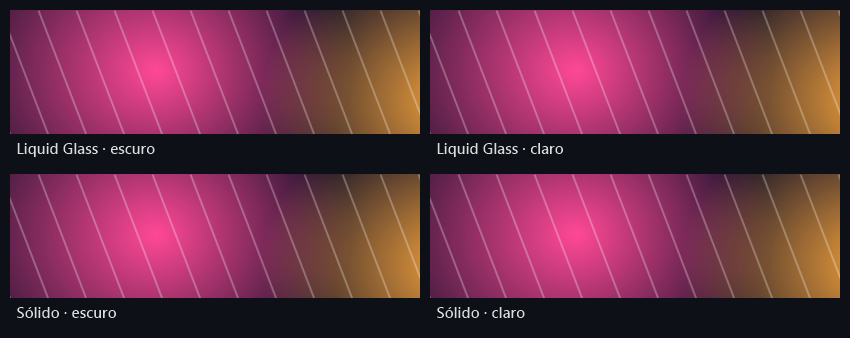 Liquid Glass · escuro
Liquid Glass · claro
Sólido · escuro
Sólido · claro